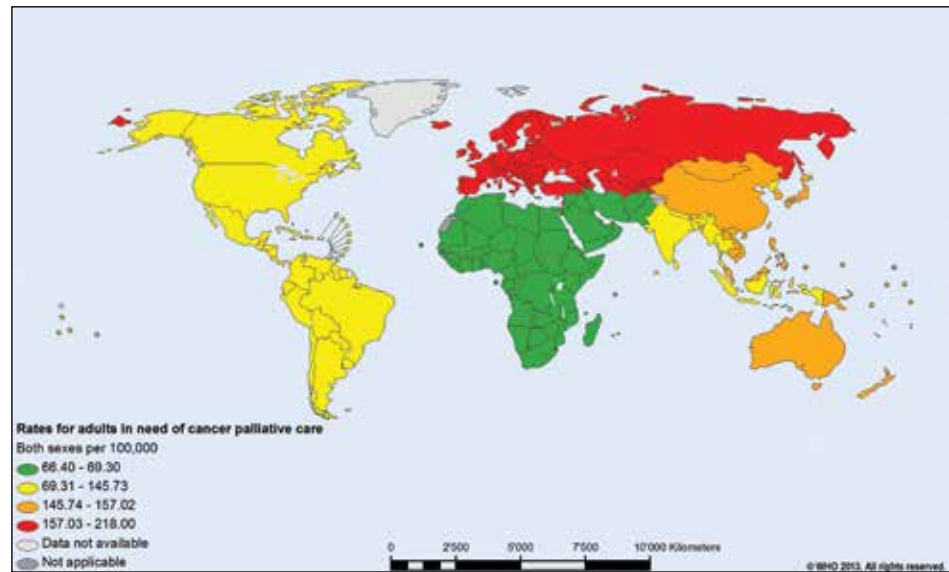 Rates for adults in need of cancer palliative care
Both sexes per 100,000
66.40 - 69.30
69.31 - 145.73
145.74 - 157.02
157.03 - 218.00
Data not available
Not applicable
0 2'500 5'000 7'500 10'000 Kilometers
© WHO 2013. All rights reserved.